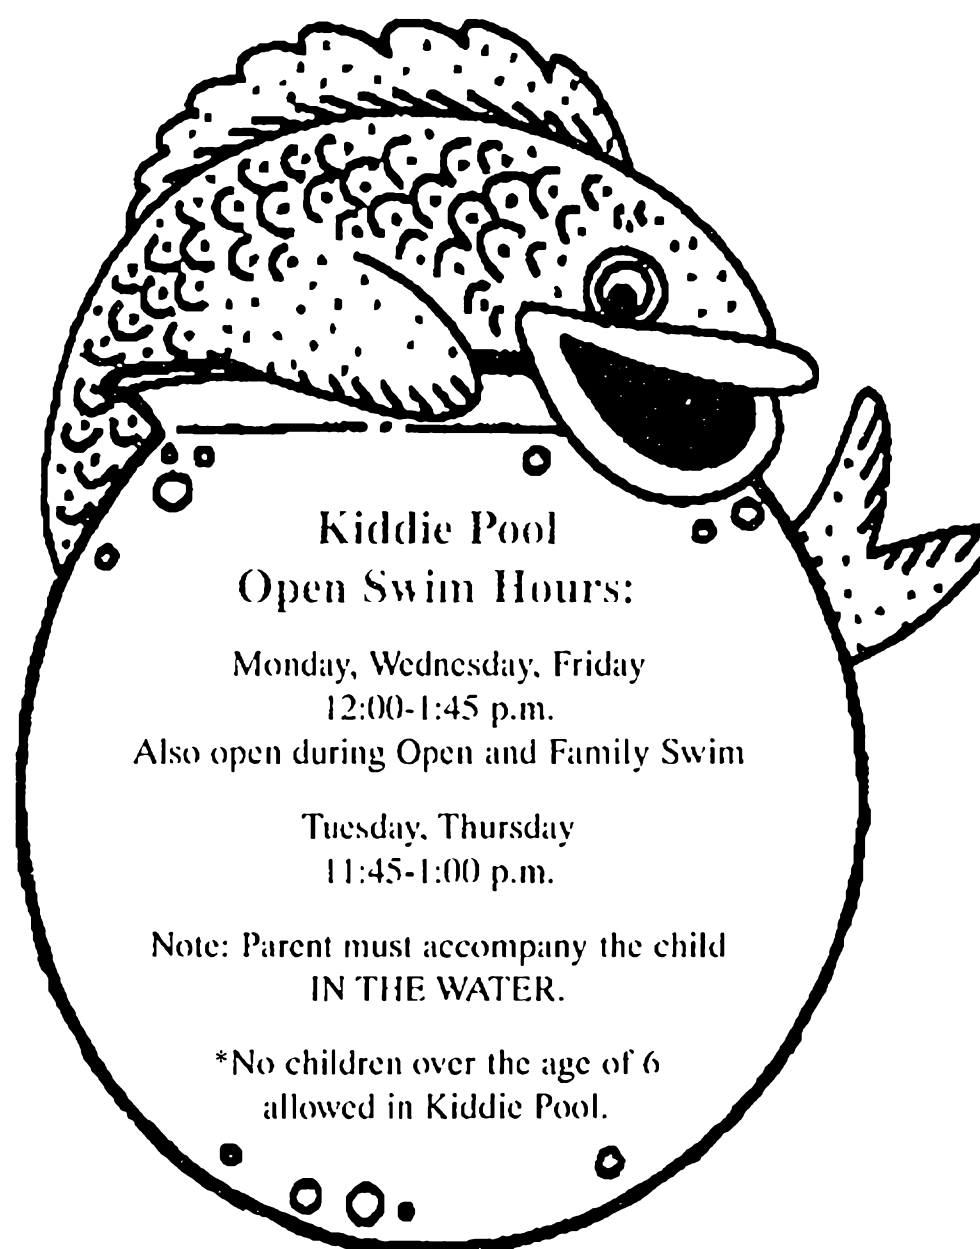 Kiddie Pool
Open Swim Hours:
Monday, Wednesday, Friday
12:00-1:45 p.m.
Also open during Open and Family Swim
Tuesday, Thursday
11:45-1:00 p.m.
Note: Parent must accompany the child
IN THE WATER.
*No children over the age of 6
allowed in Kiddie Pool.